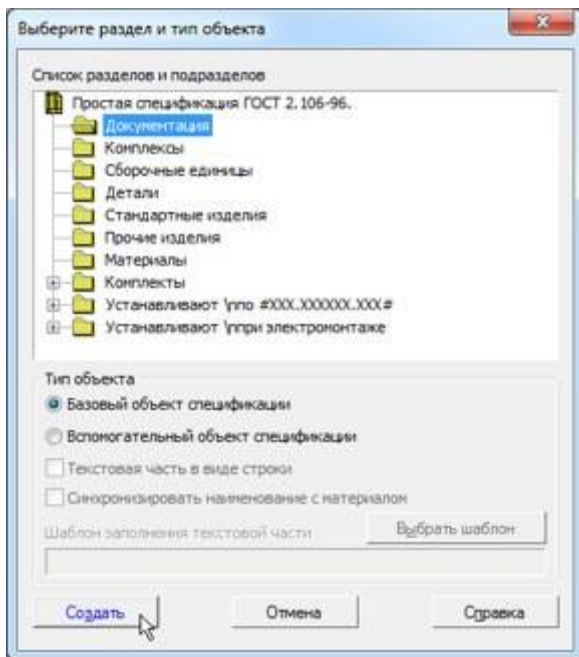 Выберите раздел и тип объекта
Список разделов и подразделов
Простая спецификация ГОСТ 2.106-96.
Документация
Комплексы
Сборочные единицы
Детали
Стандартные изделия
Прочие изделия
Материалы
Комплекты
Устанавливают \nпо #XXX.XXXXXX.XXX#
Устанавливают \nпри электромонтаже
Тип объекта
Базовый объект спецификации
Вспомогательный объект спецификации
Текстовая часть в виде строки
Синхронизировать наименование с материалом
Шаблон заполнения текстовой части Выбрать шаблон
Создать Отмена Справка